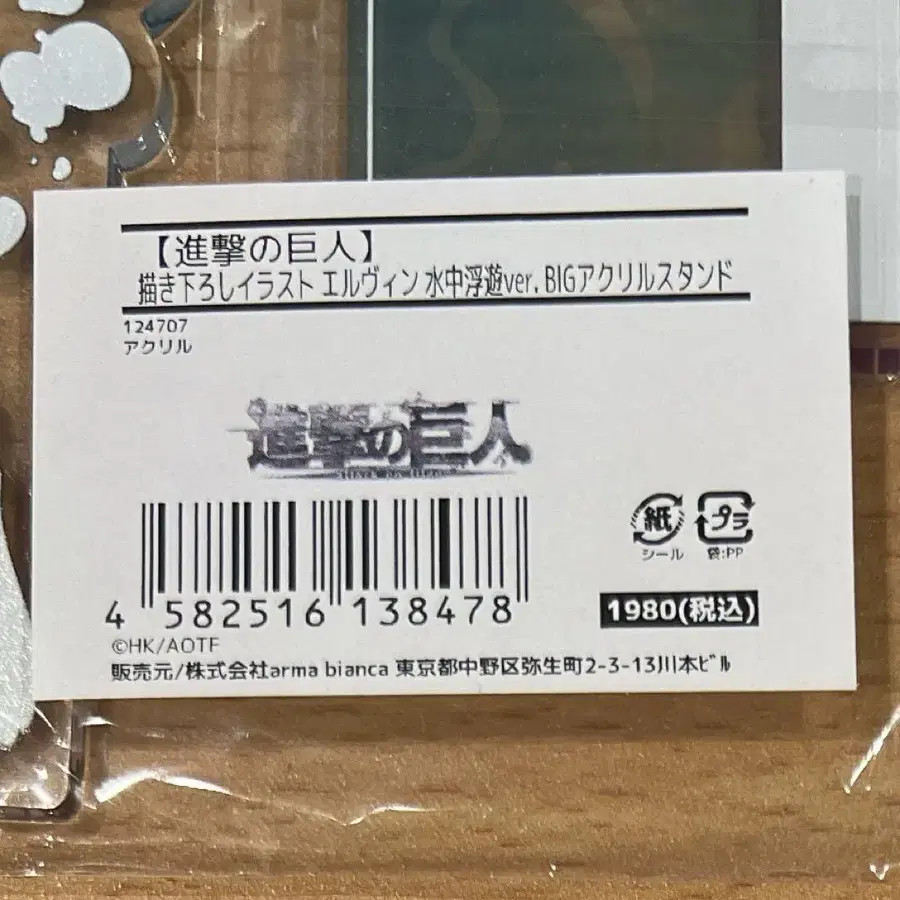 【進撃の巨人】
描き下ろしイラスト エルヴィン 水中浮遊ver. BIGアクリルスタンド
124707
アクリル
進撃の巨人
attack on titan
紙 プラ
シール 袋:PP
4 582516 138478
1980(税込)
©HK/AOTF
販売元/株式会社arma bianca 東京都中野区弥生町2-3-13川本ビル